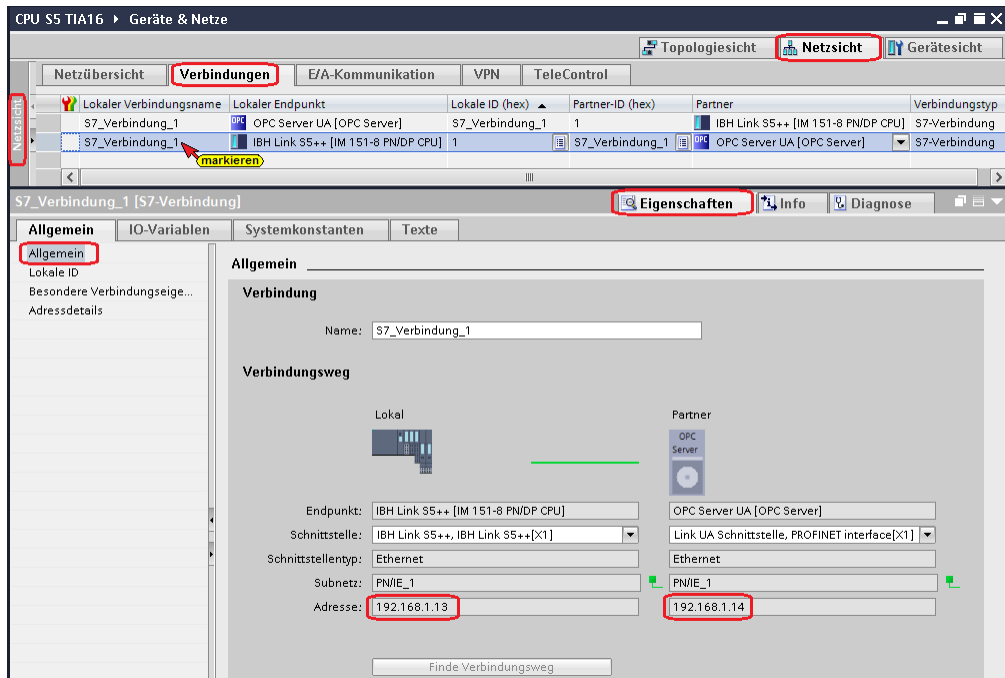 CPU S5 TIA16 ▸ Geräte & Netze
Topologiesicht Netzsicht Gerätesicht
Netzübersicht Verbindungen E/A-Kommunikation VPN TeleControl
Netzsicht
Lokaler Verbindungsname Lokaler Endpunkt Lokale ID (hex) Partner-ID (hex) Partner Verbindungstyp
S7_Verbindung_1 OPC OPC Server UA [OPC Server] S7_Verbindung_1 1 IBH Link S5++ [IM 151-8 PN/DP CPU] S7-Verbindung
S7_Verbindung_1 IBH Link S5++ [IM 151-8 PN/DP CPU] 1 S7_Verbindung_1 OPC OPC Server UA [OPC Server] S7-Verbindung
markieren
S7_Verbindung_1 [S7-Verbindung] Eigenschaften Info Diagnose
Allgemein IO-Variablen Systemkonstanten Texte
Allgemein
Lokale ID
Besondere Verbindungseige...
Adressdetails
Allgemein
Verbindung
Name: S7_Verbindung_1
Verbindungsweg
Lokal Partner
OPC
Server
Endpunkt: IBH Link S5++ [IM 151-8 PN/DP CPU] OPC Server UA [OPC Server]
Schnittstelle: IBH Link S5++, IBH Link S5++[X1] Link UA Schnittstelle, PROFINET interface[X1]
Schnittstellentyp: Ethernet Ethernet
Subnetz: PN/IE_1 PN/IE_1
Adresse: 192.168.1.13 192.168.1.14
Finde Verbindungsweg